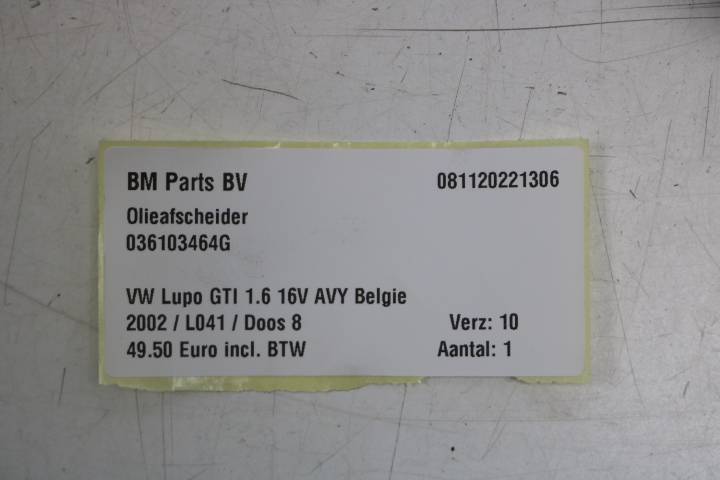 BM Parts BV 081120221306
Olieafscheider
036103464G
VW Lupo GTI 1.6 16V AVY Belgie
2002 / L041 / Doos 8 Verz: 10
49.50 Euro incl. BTW Aantal: 1